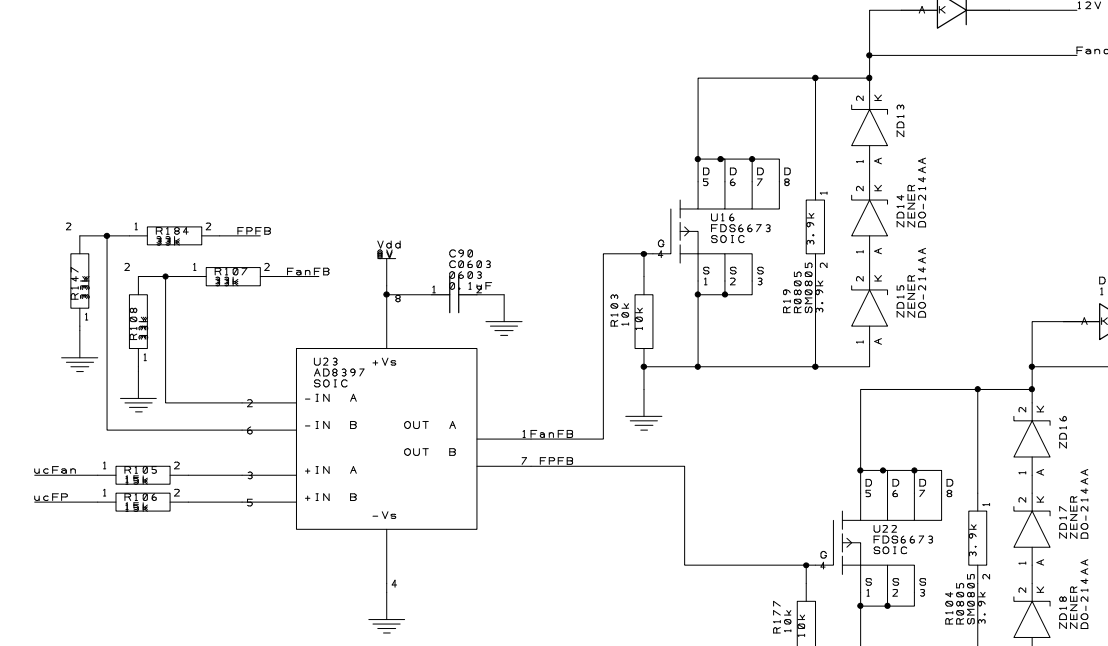 12V
A K
Fand
2 K
ZD13
1 A
D D D D
5 6 7 8
2 K
ZD14
ZENER
DO-214AA
1 A
U16
FDS6673
SOIC
G
4
S S S
1 2 3
1
3.9k
2
R19
R0805
SM0805
3.9k
2 K
ZD15
ZENER
DO-214AA
1 A
R103
10k
10k
2
1 R184 2 FPFB
33k
R147
1
2
1 R107 2 FanFB
33k
R108
1
Vdd
8
C90
C0603
0603
0.1uF
1 2
U23
AD8397
SOIC
+Vs
-IN A
2
-IN B
6
OUT A
1FanFB
OUT B
7 FPFB
ucFan 1 R105 2
15k
3
+IN A
ucFP 1 R106 2
15k
5
+IN B
-Vs
4
D
1
A K
2 K
ZD16
1 A
D D D D
5 6 7 8
2 K
ZD17
ZENER
DO-214AA
1 A
U22
FDS6673
SOIC
G
4
S S S
1 2 3
1
3.9k
2
R104
R0805
SM0805
3.9k
2 K
ZD18
ZENER
DO-214AA
R177
10k
10k